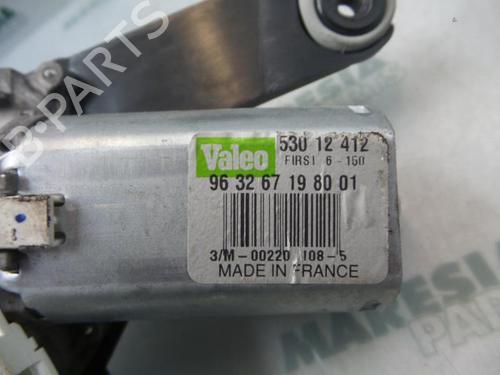 Valeo
530 12 412
FIRST 6 - 150
96 32 67 19 80 01
3/M - 00220 108 - 5
MADE IN FRANCE
B-PARTS
PARTS